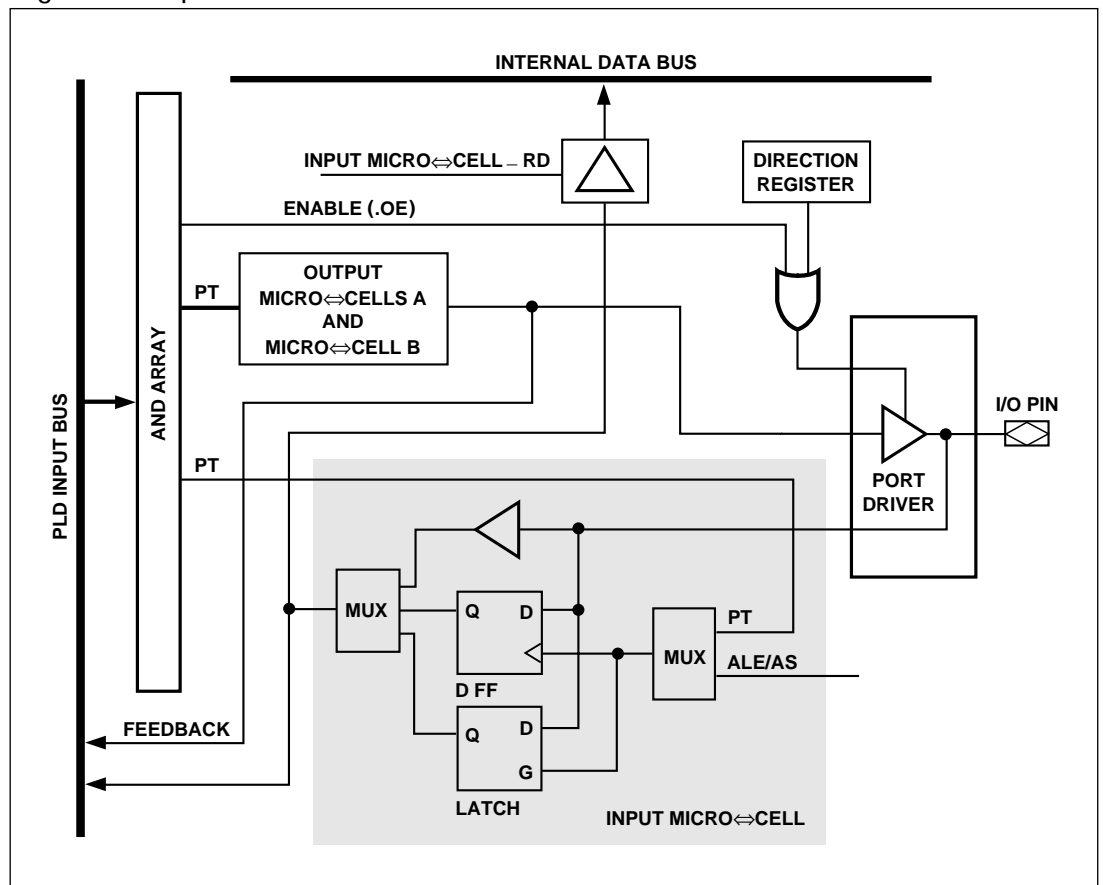 INTERNAL DATA BUS
INPUT MICRO⇔CELL – RD
DIRECTION
REGISTER
ENABLE (.OE)
PT
OUTPUT
MICRO⇔CELLS A
AND
MICRO⇔CELL B
PLD INPUT BUS
AND ARRAY
I/O PIN
PORT
DRIVER
PT
MUX
Q
D
D FF
MUX
PT
ALE/AS
FEEDBACK
Q
D
G
LATCH
INPUT MICRO⇔CELL